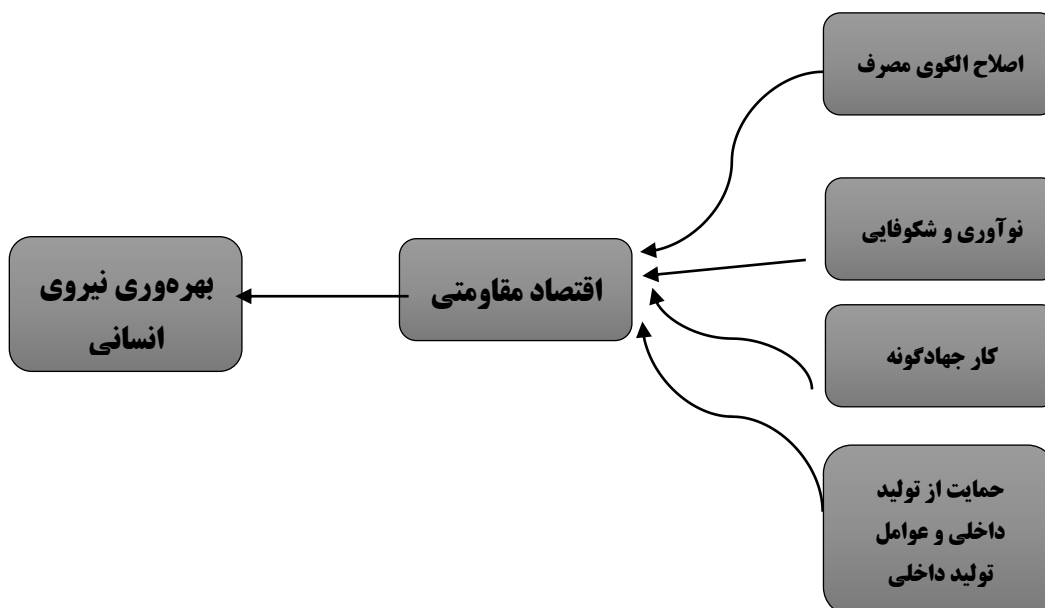 اصلاح الگوی مصرف
نوآوری و شکوفایی
کار جهادگونه
حمایت از تولید
داخلی و عوامل
تولید داخلی
اقتصاد مقاومتی
بهره‌وری نیروی
انسانی